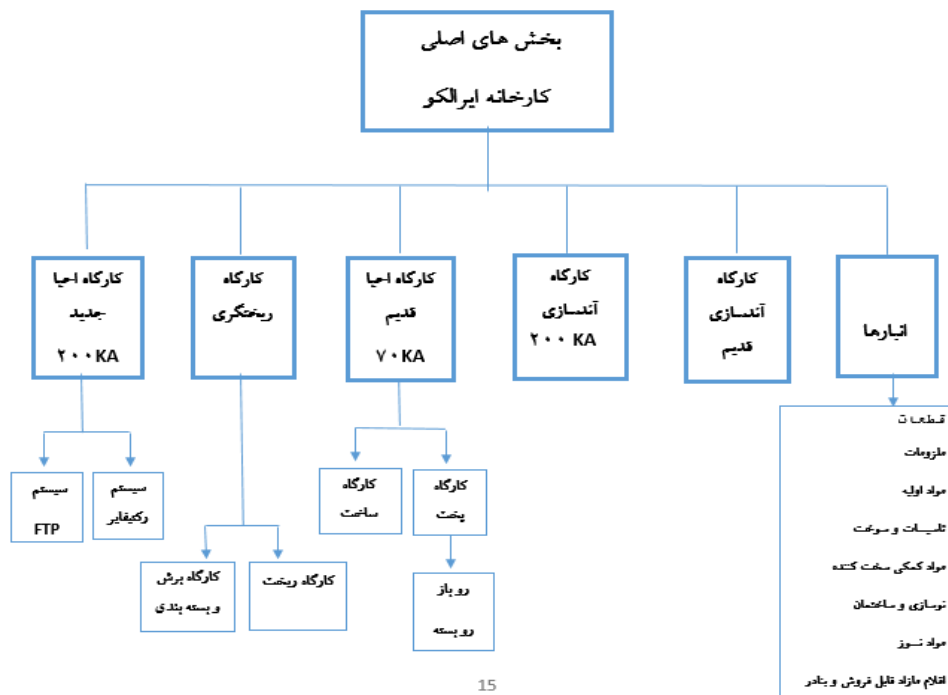 بخش های اصلی
کارخانه ایرالکو
انبارها
کارگاه
آندسازی
قدیم
کارگاه
آندسازی
۲۰۰ KA
کارگاه احیا
قدیم
۷۰KA
کارگاه
ریختگری
کارگاه احیا
جدید
۲۰۰KA
قطعات
ملزومات
مواد اولیه
تاسیسات و سوخت
مواد کمکی سخت کننده
نوسازی و ساختمان
مواد نسوز
اقلام مازاد قابل فروش و بنادر
کارگاه
پخت
کارگاه
ساخت
رو باز
رو بسته
کارگاه ریخت
کارگاه برش
و بسته بندی
سیستم
رکتیفایر
سیستم
FTP
15